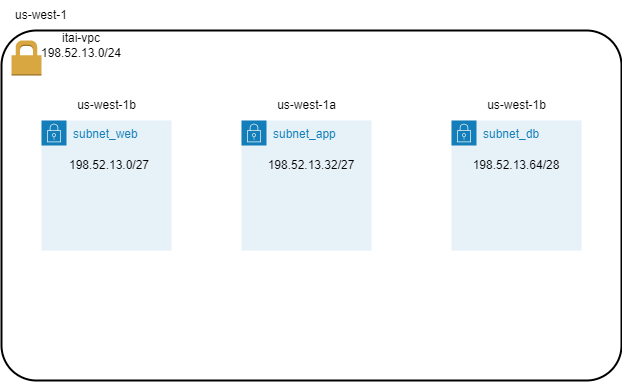 us-west-1
itai-vpc
198.52.13.0/24
us-west-1b
us-west-1a
us-west-1b
subnet_web
subnet_app
subnet_db
198.52.13.0/27
198.52.13.32/27
198.52.13.64/28